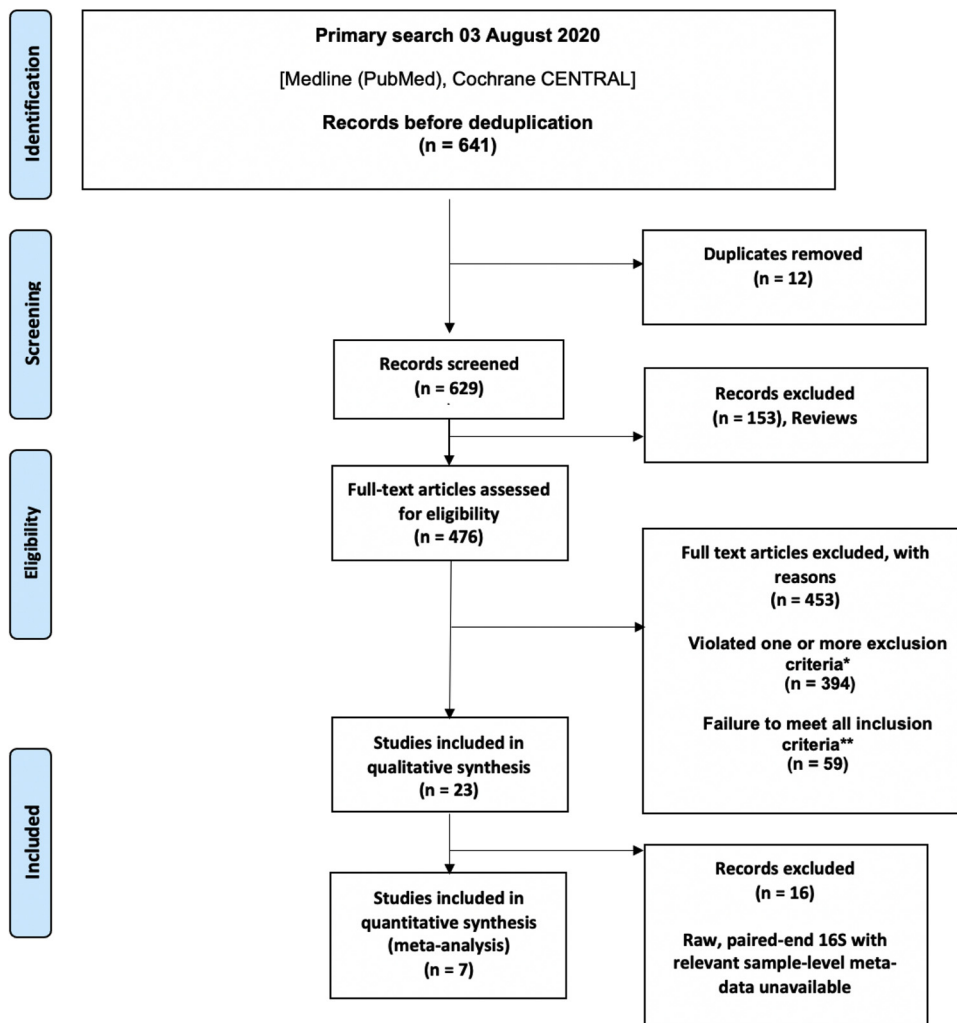 Identification
Primary search 03 August 2020
[Medline (PubMed), Cochrane CENTRAL]
Records before deduplication
(n = 641)
Screening
Duplicates removed
(n = 12)
Records screened
(n = 629)
Records excluded
(n = 153), Reviews
Eligibility
Full-text articles assessed
for eligibility
(n = 476)
Full text articles excluded, with
reasons
(n = 453)
Violated one or more exclusion
criteria*
(n = 394)
Failure to meet all inclusion
criteria**
(n = 59)
Included
Studies included in
qualitative synthesis
(n = 23)
Records excluded
(n = 16)
Raw, paired-end 16S with
relevant sample-level meta-
data unavailable
Studies included in
quantitative synthesis
(meta-analysis)
(n = 7)